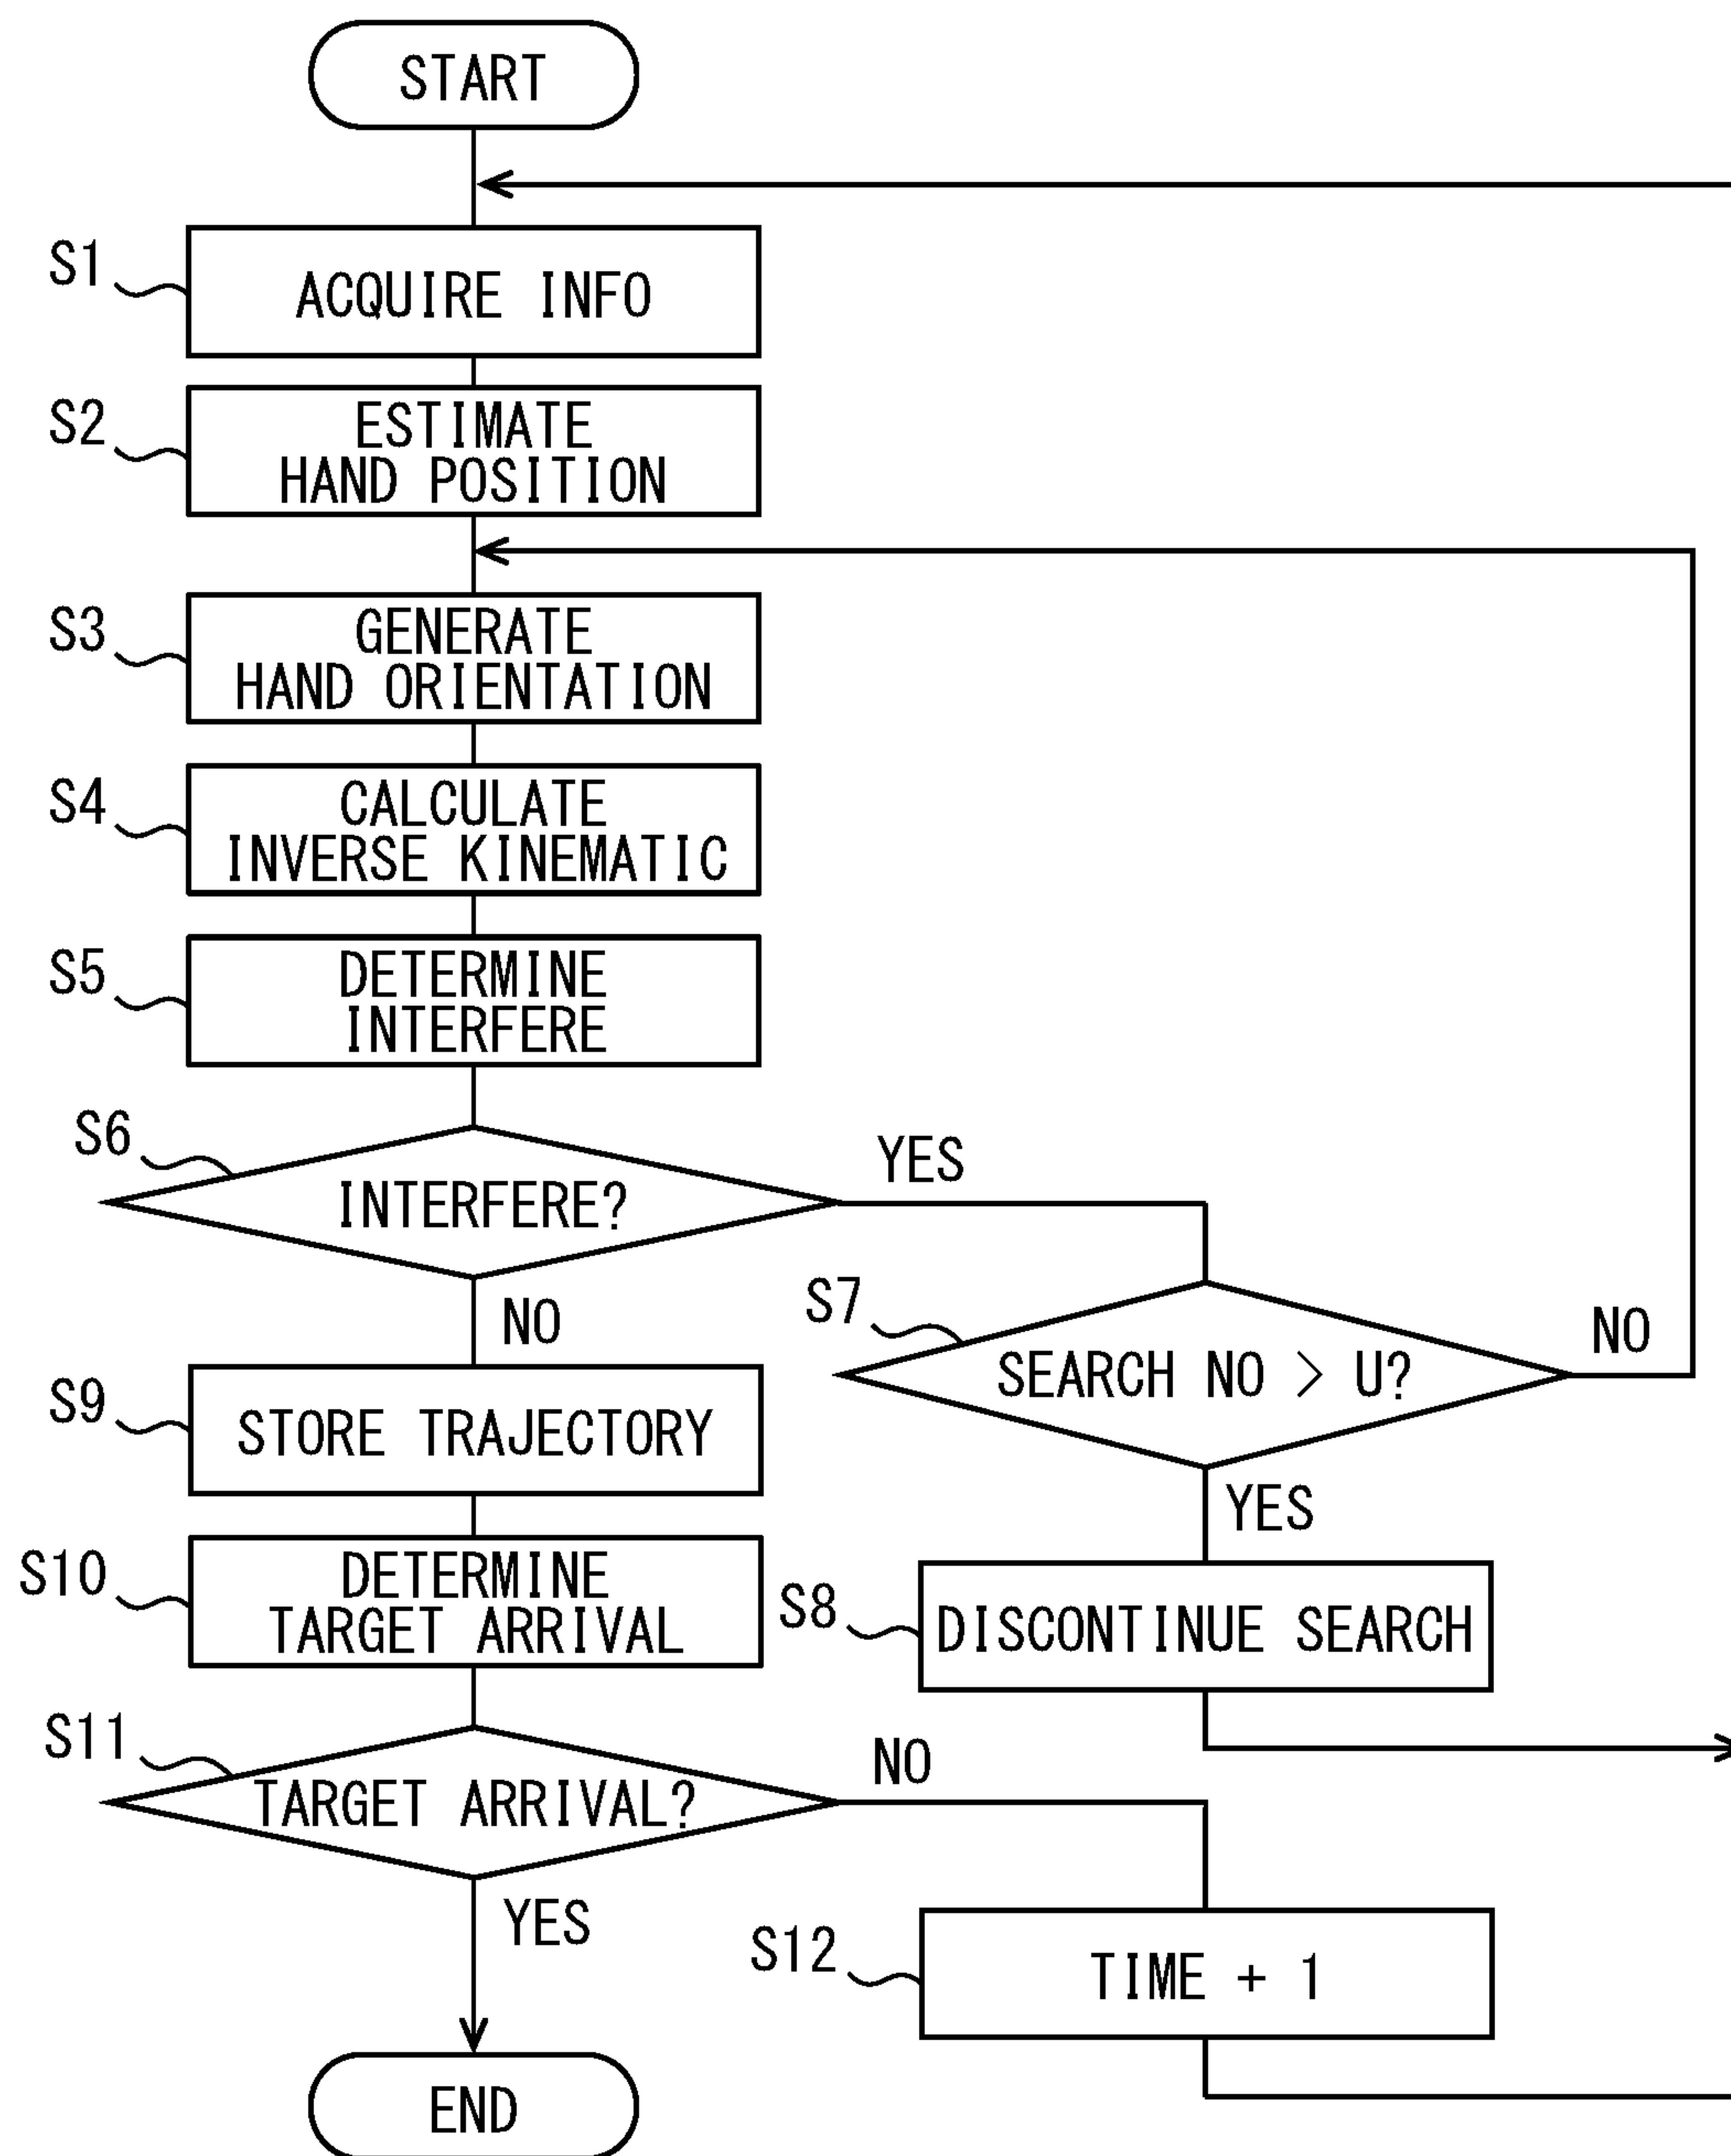 START
S1
ACQUIRE INFO
S2
ESTIMATE
HAND POSITION
S3
GENERATE
HAND ORIENTATION
S4
CALCULATE
INVERSE KINEMATIC
S5
DETERMINE
INTERFERE
S6
INTERFERE?
YES
NO
S7
SEARCH NO > U?
NO
YES
S8
DISCONTINUE SEARCH
S9
STORE TRAJECTORY
S10
DETERMINE
TARGET ARRIVAL
S11
TARGET ARRIVAL?
NO
YES
S12
TIME + 1
END